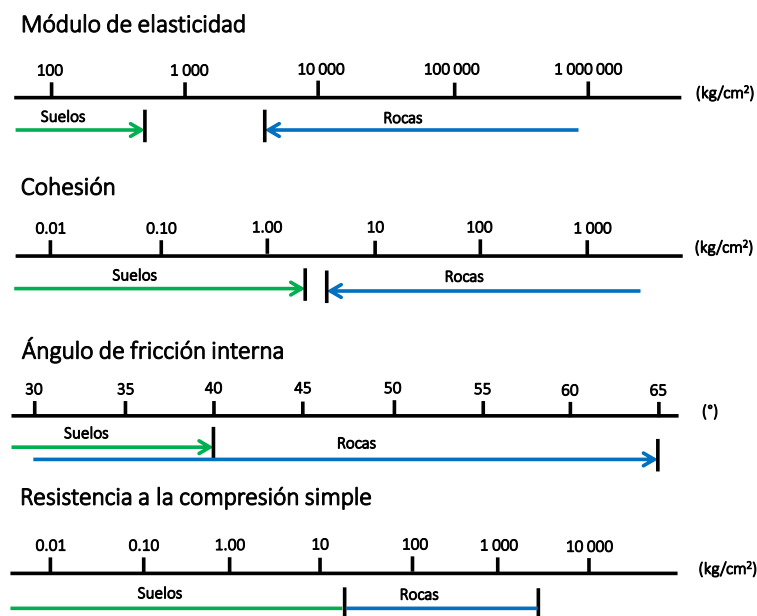 Módulo de elasticidad
100 1 000 10 000 100 000 1 000 000
(kg/cm²)
Suelos Rocas
Cohesión
0.01 0.10 1.00 10 100 1 000
(kg/cm²)
Suelos Rocas
Ángulo de fricción interna
30 35 40 45 50 55 60 65
(°)
Suelos Rocas
Resistencia a la compresión simple
0.01 0.10 1.00 10 100 1 000 10 000
(kg/cm²)
Suelos Rocas